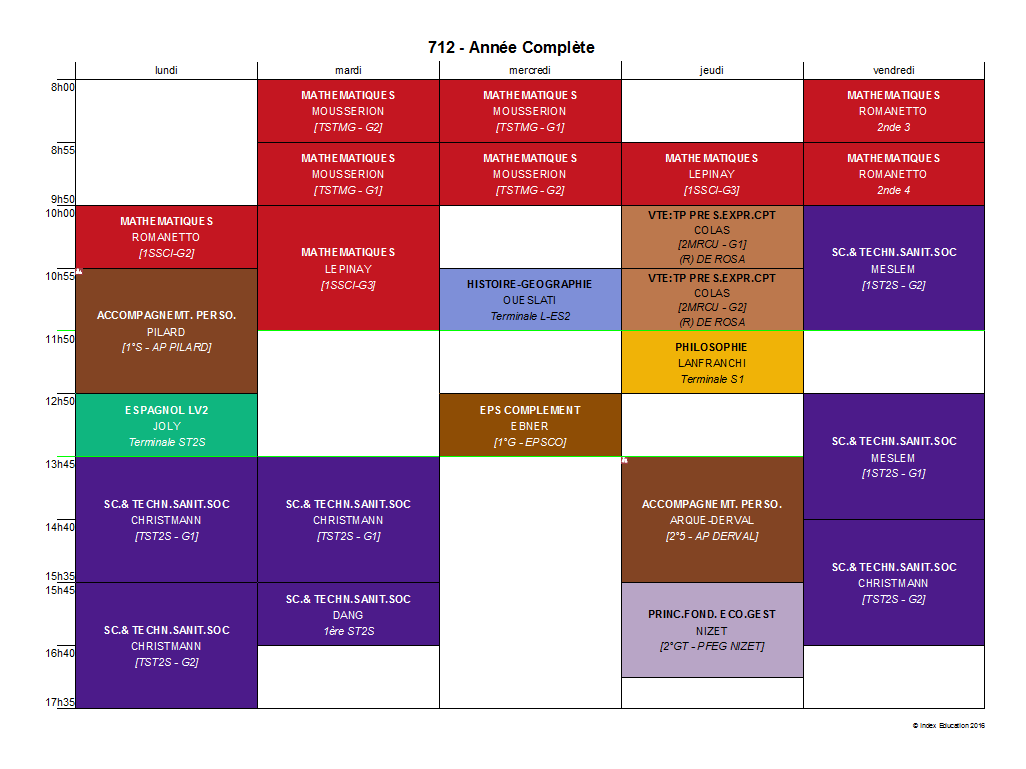 712 - Année Complète
lundi
mardi
mercredi
jeudi
vendredi
8h00
8h55
9h50
10h00
10h55
11h50
12h50
13h45
14h40
15h35
15h45
16h40
17h35
MATHEMATIQUES
ROMANETTO
[1SSCI-G2]
ACCOMPAGNEMT. PERSO.
PILARD
[1°S - AP PILARD]
ESPAGNOL LV2
JOLY
Terminale ST2S
SC.& TECHN.SANIT.SOC
CHRISTMANN
[TST2S - G1]
SC.& TECHN.SANIT.SOC
CHRISTMANN
[TST2S - G2]
MATHEMATIQUES
MOUSSERION
[TSTMG - G2]
MATHEMATIQUES
MOUSSERION
[TSTMG - G1]
MATHEMATIQUES
LEPINAY
[1SSCI-G3]
SC.& TECHN.SANIT.SOC
CHRISTMANN
[TST2S - G1]
SC.& TECHN.SANIT.SOC
DANG
1ère ST2S
MATHEMATIQUES
MOUSSERION
[TSTMG - G1]
MATHEMATIQUES
MOUSSERION
[TSTMG - G2]
HISTOIRE-GEOGRAPHIE
OUESLATI
Terminale L-ES2
EPS COMPLEMENT
EBNER
[1°G - EPSCO]
MATHEMATIQUES
LEPINAY
[1SSCI-G3]
VTE:TP PRES.EXPR.CPT
COLAS
[2MRCU - G1]
(R) DE ROSA
VTE:TP PRES.EXPR.CPT
COLAS
[2MRCU - G2]
(R) DE ROSA
PHILOSOPHIE
LANFRANCHI
Terminale S1
ACCOMPAGNEMT. PERSO.
ARQUE-DERVAL
[2°5 - AP DERVAL]
PRINC.FOND. ECO.GEST
NIZET
[2°GT - PFEG NIZET]
MATHEMATIQUES
ROMANETTO
2nde 3
MATHEMATIQUES
ROMANETTO
2nde 4
SC.& TECHN.SANIT.SOC
MESLEM
[1ST2S - G2]
SC.& TECHN.SANIT.SOC
MESLEM
[1ST2S - G1]
SC.& TECHN.SANIT.SOC
CHRISTMANN
[TST2S - G2]
© Index Education 2016